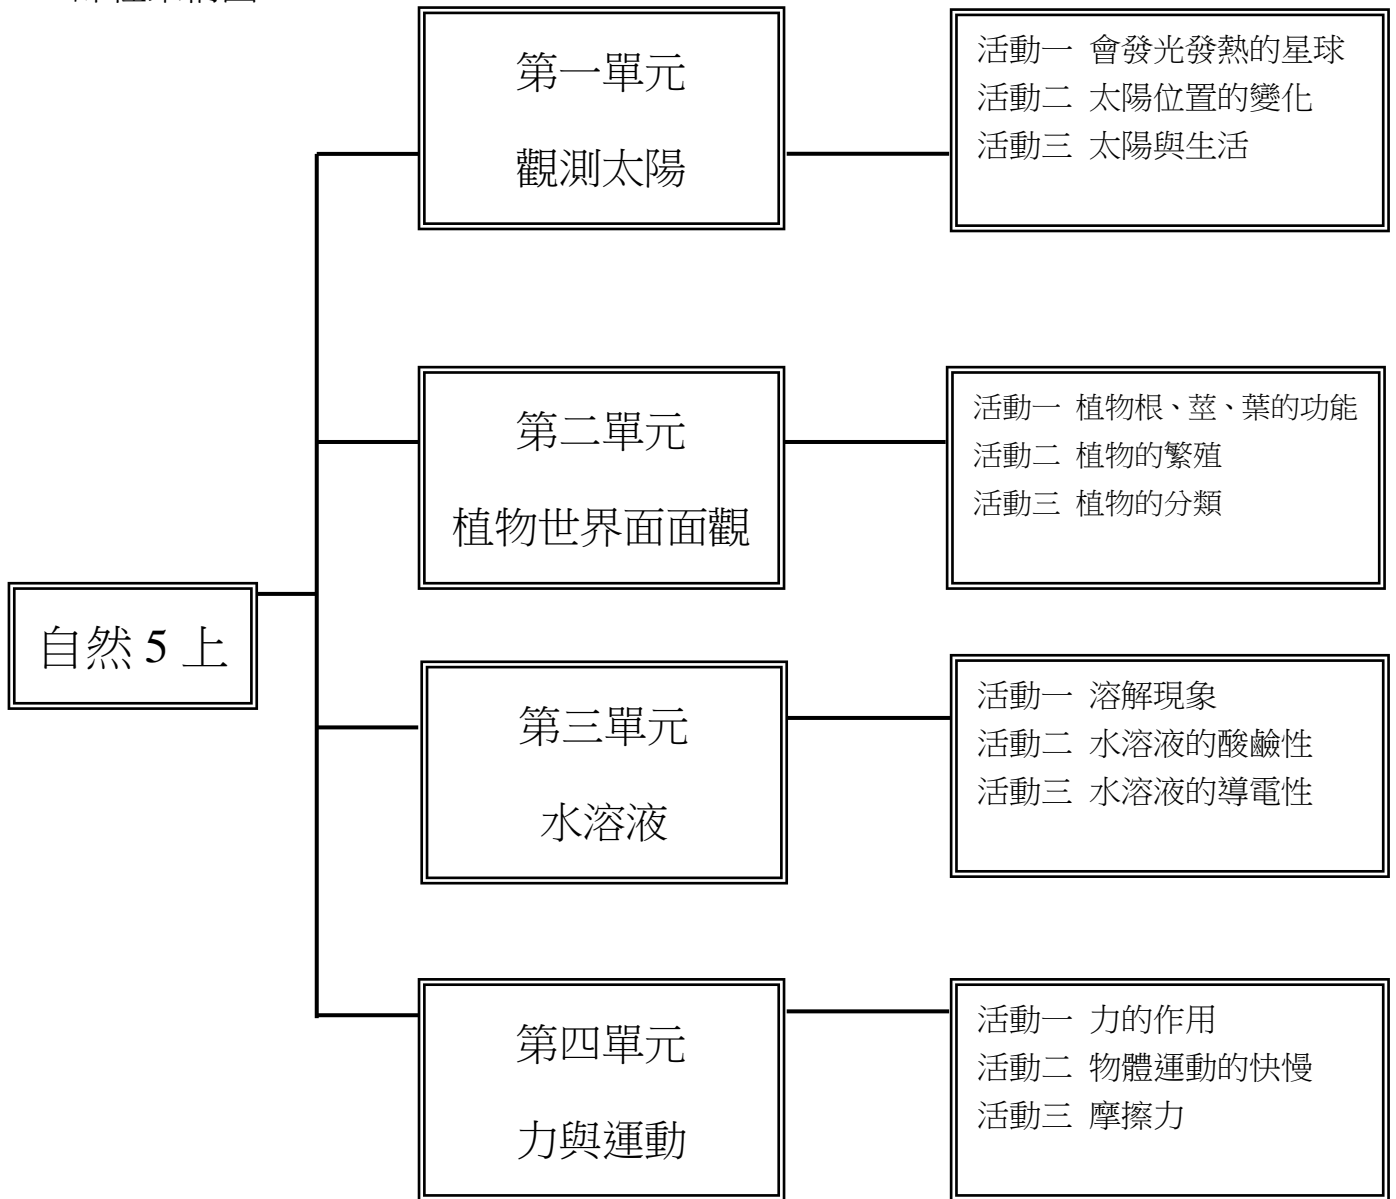 自然 5 上
第一單元
觀測太陽
活動一 會發光發熱的星球
活動二 太陽位置的變化
活動三 太陽與生活
第二單元
植物世界面面觀
活動一 植物根、莖、葉的功能
活動二 植物的繁殖
活動三 植物的分類
第三單元
水溶液
活動一 溶解現象
活動二 水溶液的酸鹼性
活動三 水溶液的導電性
第四單元
力與運動
活動一 力的作用
活動二 物體運動的快慢
活動三 摩擦力